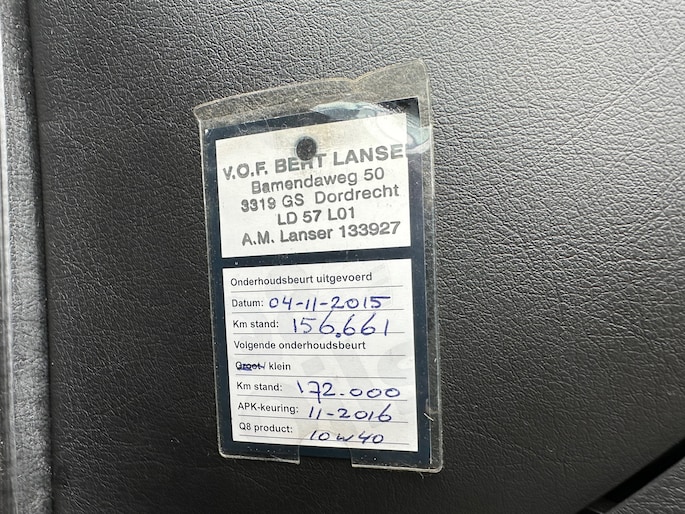 V.O.F. BERT LANSE
Bamendaweg 50
3319 GS Dordrecht
LD 57 L01
A.M. Lanser 133927
Onderhoudsbeurt uitgevoerd
Datum: 04-11-2015
Km stand: 156.661
Volgende onderhoudsbeurt
Groot / klein
Km stand: 172.000
APK-keuring: 11-2016
Q8 product: 10w40